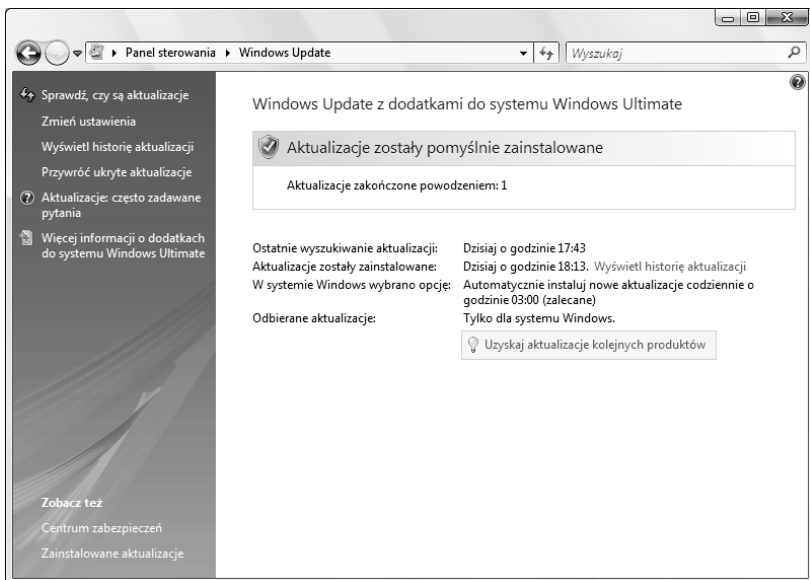 Panel sterowania ▸ Windows Update
Wyszukaj
Sprawdź, czy są aktualizacje
Zmień ustawienia
Wyświetl historię aktualizacji
Przywróć ukryte aktualizacje
Aktualizacje: często zadawane
pytania
Więcej informacji o dodatkach
do systemu Windows Ultimate
Zobacz też
Centrum zabezpieczeń
Zainstalowane aktualizacje
Windows Update z dodatkami do systemu Windows Ultimate
Aktualizacje zostały pomyślnie zainstalowane
Aktualizacje zakończone powodzeniem: 1
Ostatnie wyszukiwanie aktualizacji: Dzisiaj o godzinie 17:43
Aktualizacje zostały zainstalowane: Dzisiaj o godzinie 18:13. Wyświetl historię aktualizacji
W systemie Windows wybrano opcję: Automatycznie instaluj nowe aktualizacje codziennie o
godzinie 03:00 (zalecane)
Odbierane aktualizacje: Tylko dla systemu Windows.
Uzyskaj aktualizacje kolejnych produktów